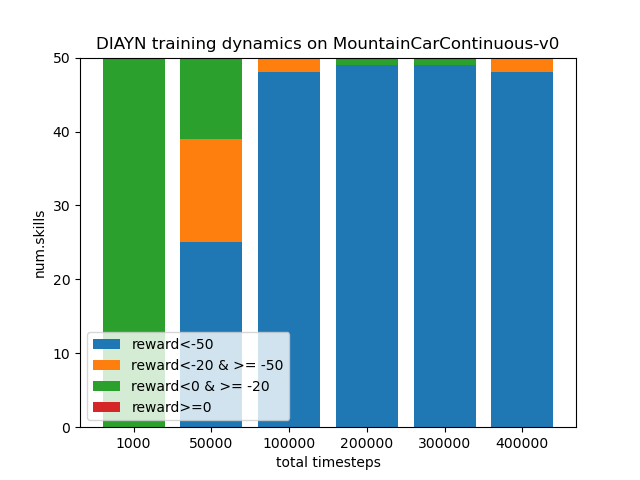 DIAYN training dynamics on MountainCarContinuous-v0
50
40
30
20
10
0
num.skills
reward<-50
reward<-20 & >= -50
reward<0 & >= -20
reward>=0
1000 50000 100000 200000 300000 400000
total timesteps